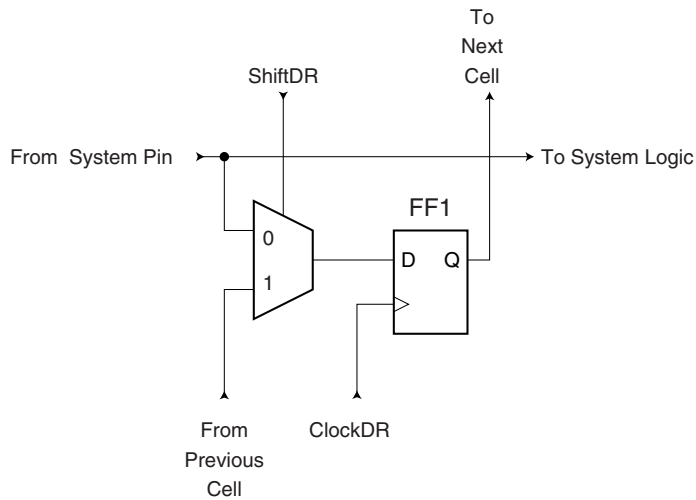 To
Next
Cell
ShiftDR
From System Pin
To System Logic
FF1
0
D Q
1
From
Previous
Cell
ClockDR